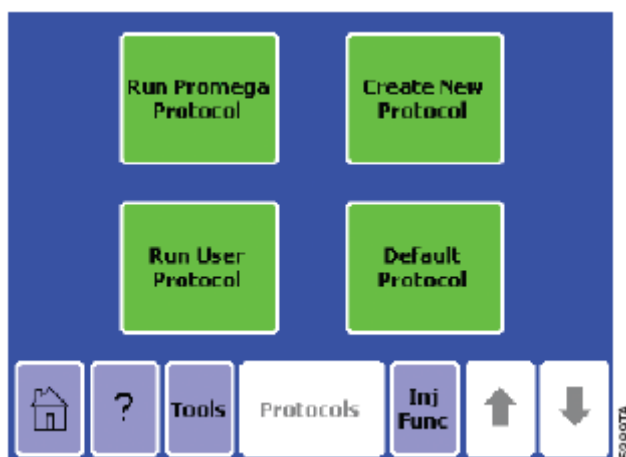 Run Promega
Protocol
Create New
Protocol
Run User
Protocol
Default
Protocol
?
Tools
Protocols
Inj
Func